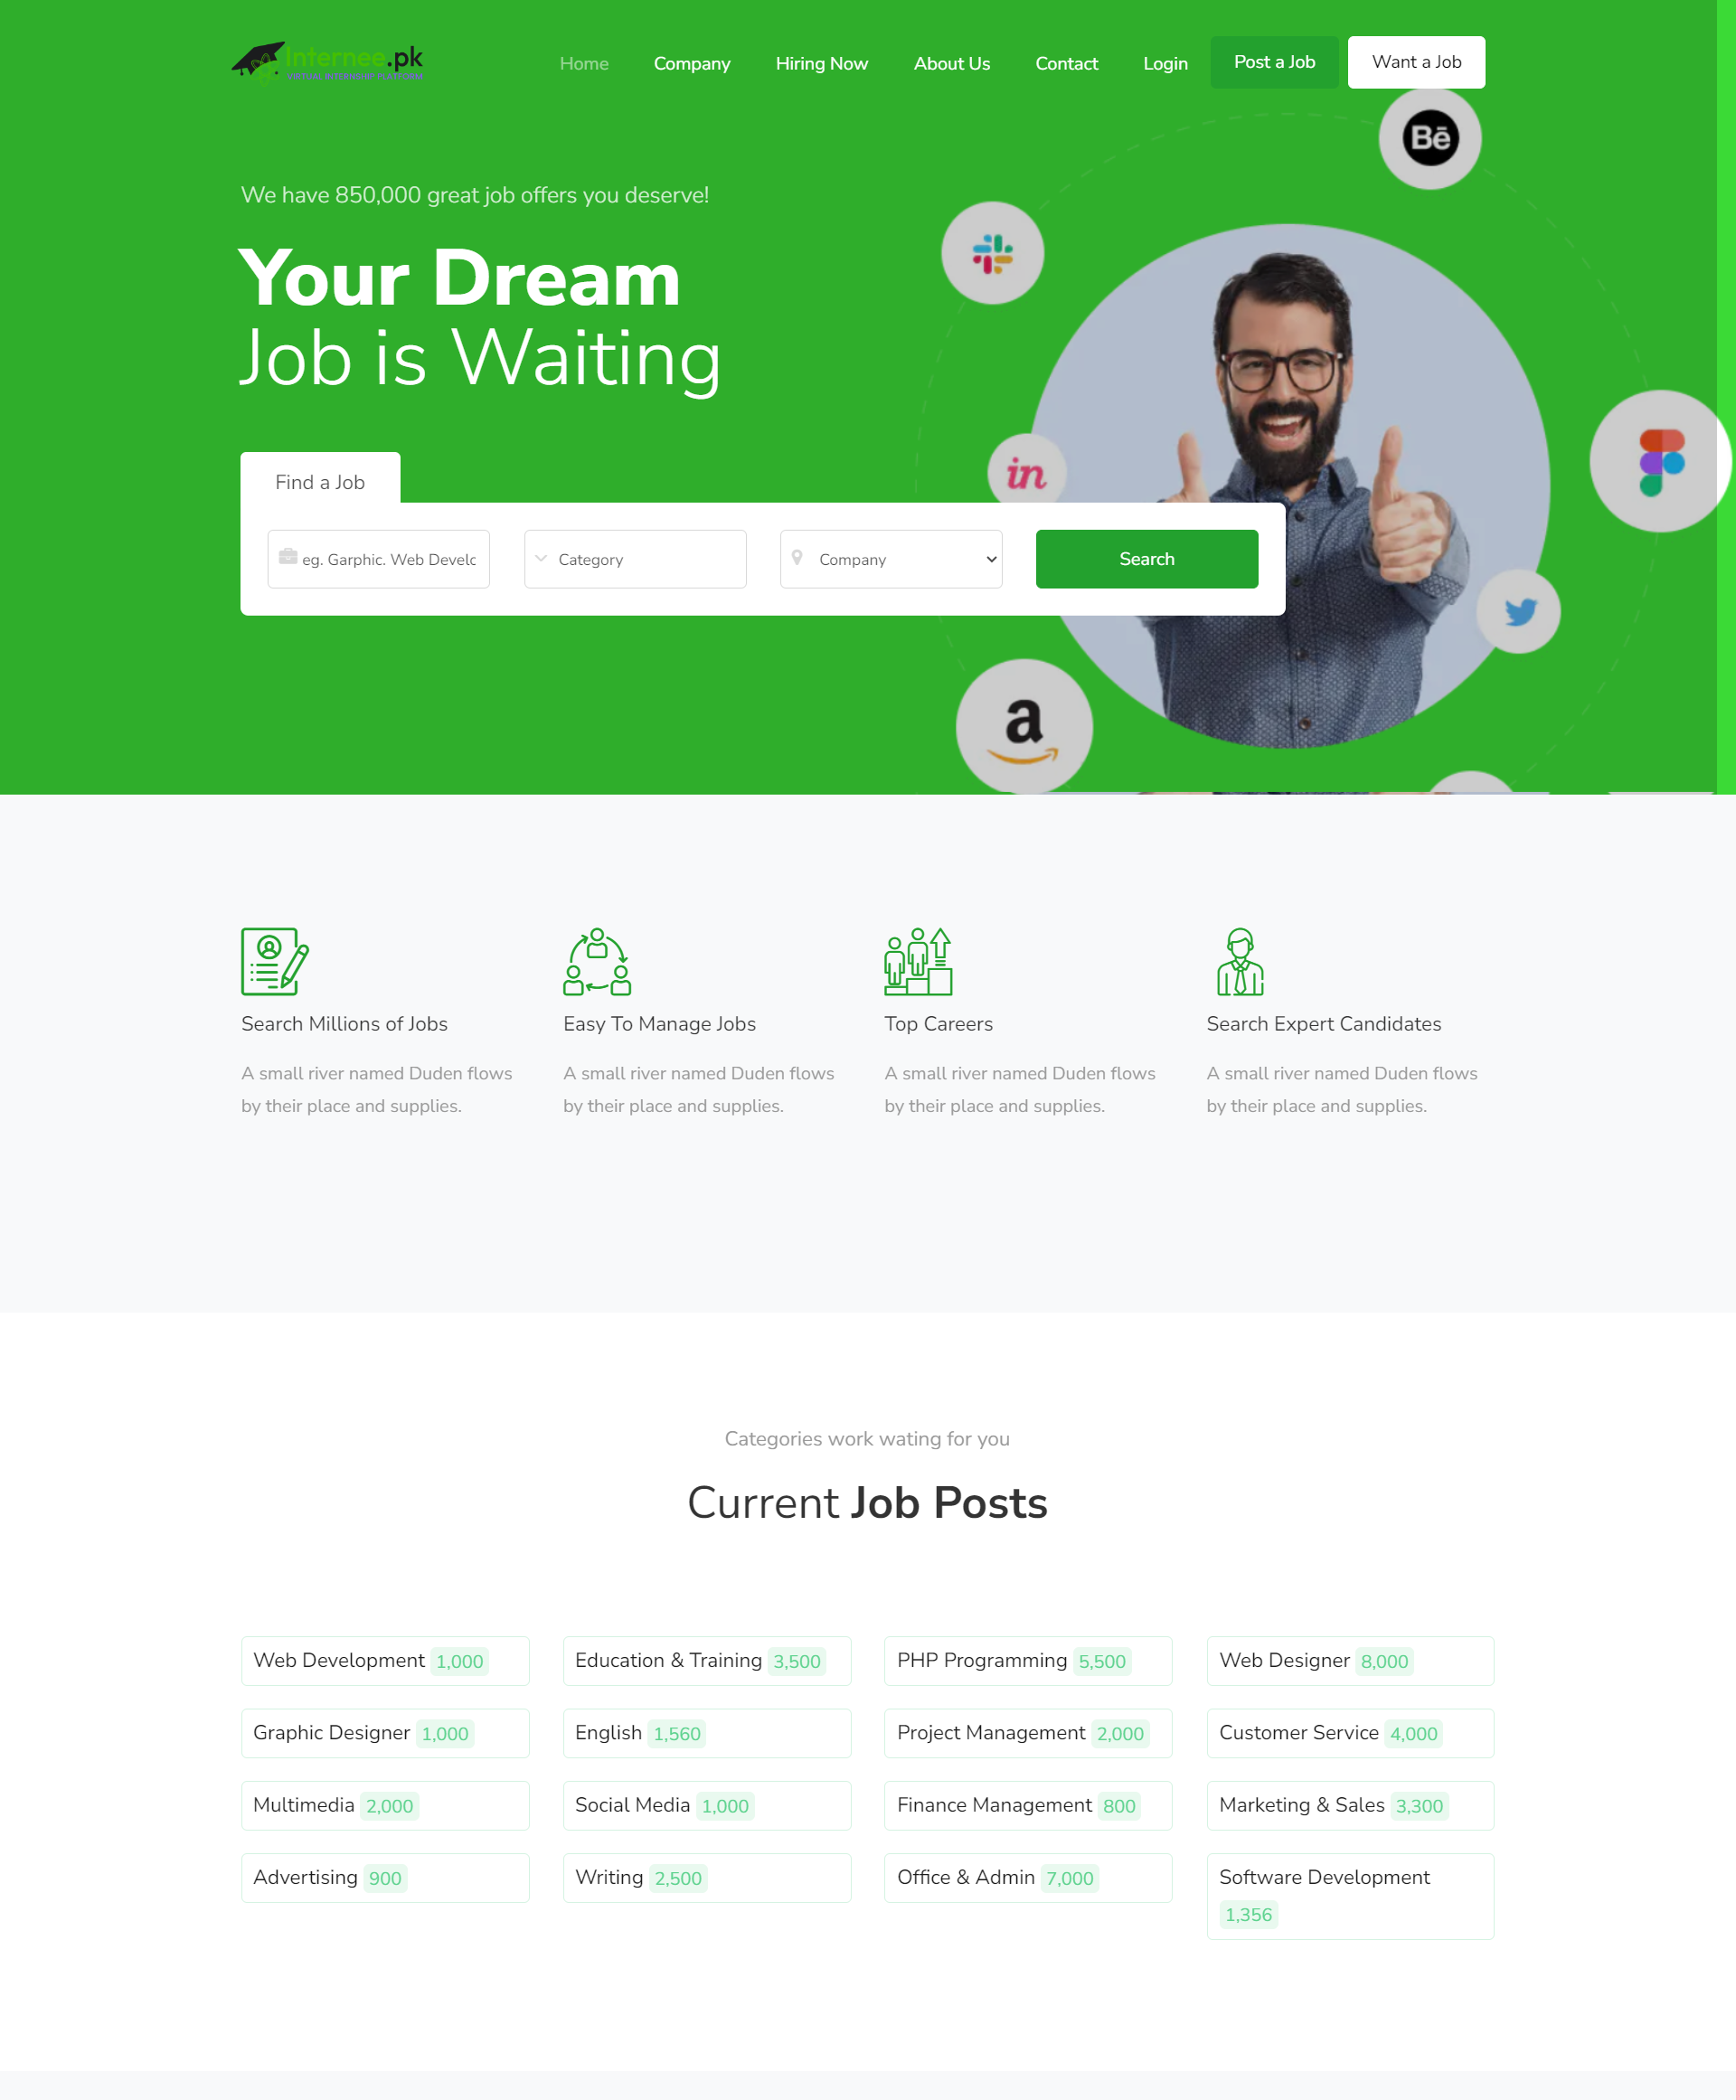 Internee.pk
Home
Company
Hiring Now
About Us
Contact
Login
Post a Job
Want a Job
Bē
We have 850,000 great job offers you deserve!
Your Dream
Job is Waiting
in
Find a Job
eg. Garphic. Web Develc
Category
Company
Search
a
Search Millions of Jobs
A small river named Duden flows
by their place and supplies.
Easy To Manage Jobs
A small river named Duden flows
by their place and supplies.
Top Careers
A small river named Duden flows
by their place and supplies.
Search Expert Candidates
A small river named Duden flows
by their place and supplies.
Categories work wating for you
Current Job Posts
Web Development 1,000
Education & Training 3,500
PHP Programming 5,500
Web Designer 8,000
Graphic Designer 1,000
English 1,560
Project Management 2,000
Customer Service 4,000
Multimedia 2,000
Social Media 1,000
Finance Management 800
Marketing & Sales 3,300
Advertising 900
Writing 2,500
Office & Admin 7,000
Software Development
1,356